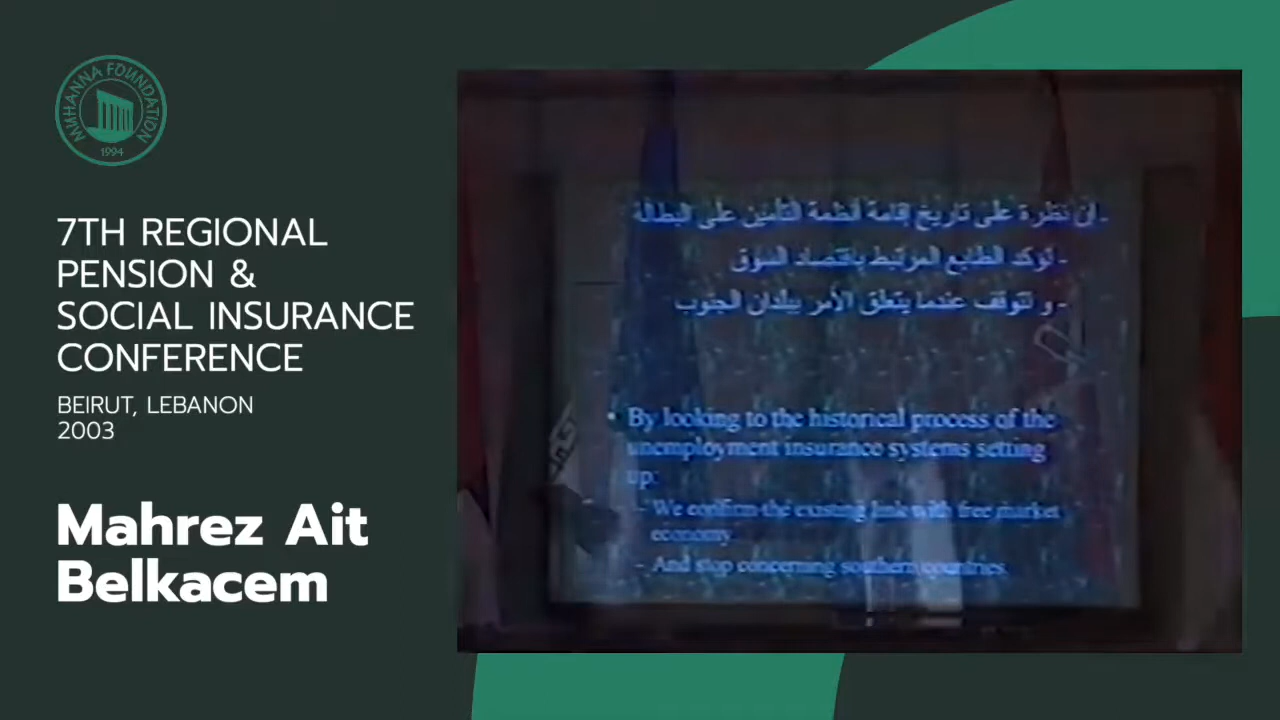 MUHANNA FOUNDATION
1994
7TH REGIONAL
PENSION &
SOCIAL INSURANCE
CONFERENCE
BEIRUT, LEBANON
2003
Mahrez Ait
Belkacem
- ان نظرة على تاريخ إقامة أنظمة التأمين على البطالة
- تؤكد الطابع المرتبط باقتصاد السوق
- و تتوقف عندما يتعلق الأمر ببلدان الجنوب
• By looking to the historical process of the
unemployment insurance systems setting
up:
- We confirm the existing link with free market
economy.
- And stop concerning southern countries.